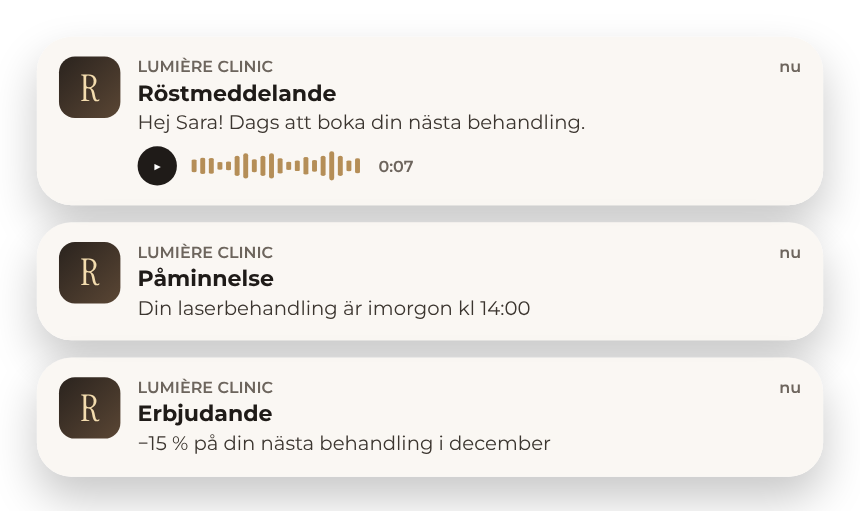 R
LUMIÈRE CLINIC
nu
Röstmeddelande
Hej Sara! Dags att boka din nästa behandling.
0:07
R
LUMIÈRE CLINIC
nu
Påminnelse
Din laserbehandling är imorgon kl 14:00
R
LUMIÈRE CLINIC
nu
Erbjudande
−15 % på din nästa behandling i december